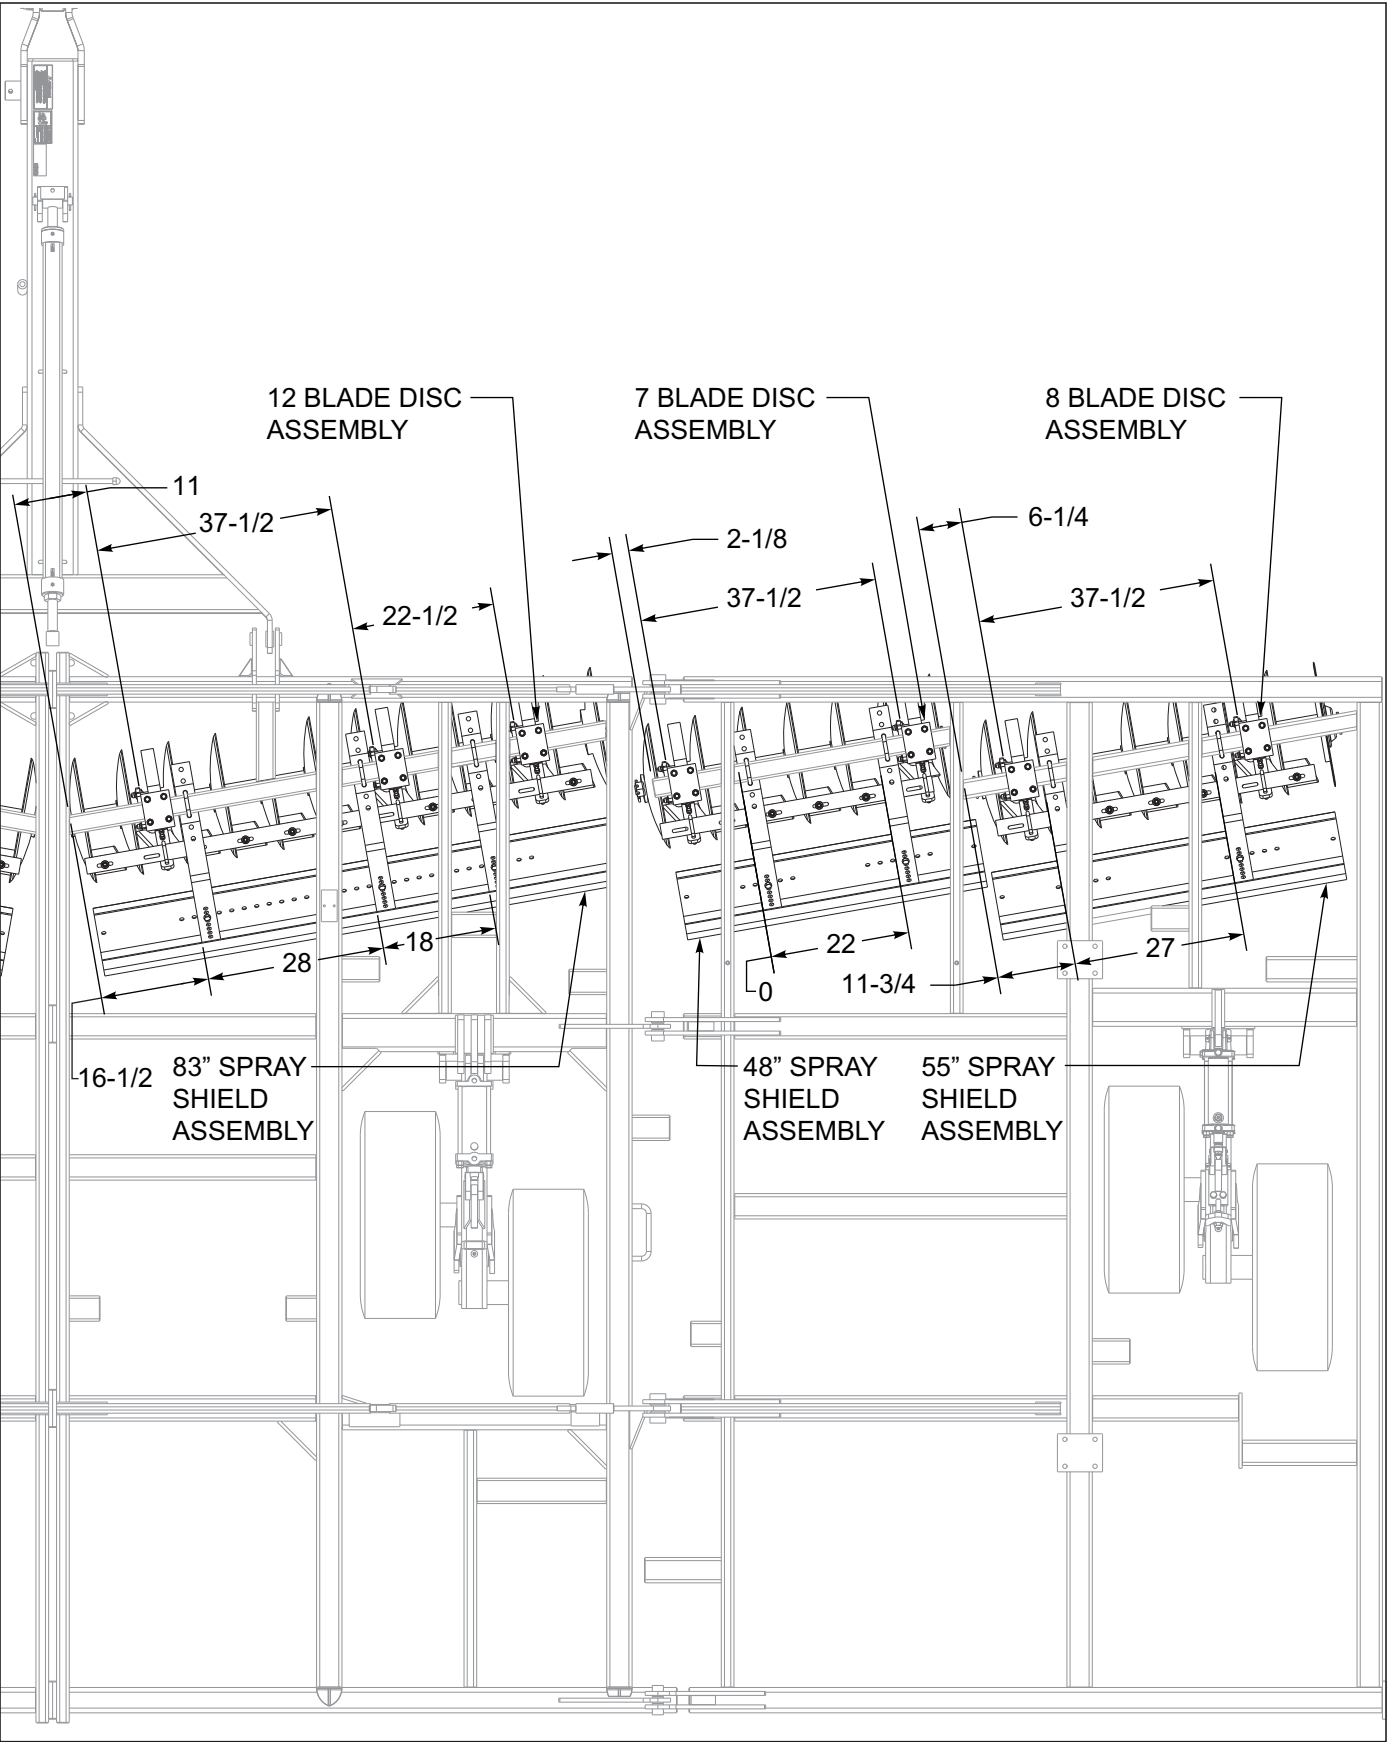 12 BLADE DISC
ASSEMBLY
7 BLADE DISC
ASSEMBLY
8 BLADE DISC
ASSEMBLY
11
37-1/2
22-1/2
2-1/8
37-1/2
6-1/4
37-1/2
28
18
22
0
11-3/4
27
16-1/2
83” SPRAY
SHIELD
ASSEMBLY
48” SPRAY
SHIELD
ASSEMBLY
55” SPRAY
SHIELD
ASSEMBLY